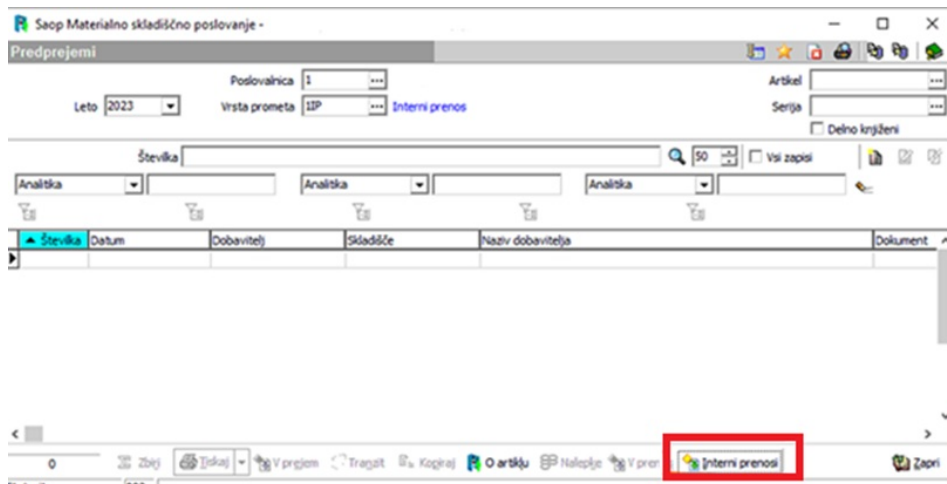 Saop Materialno skladiščno poslovanje -
Predprejemi
Poslovalnica 1 ... Artikel ...
Leto 2023 Vrsta prometa 1IP ... Interni prenos Serija ...
Delno knjiženi
Številka 50 Vsi zapisi
Analitika Analitika Analitika
Številka Datum Dobavitelj Skladišče Naziv dobavitelja Dokument
0 Zbirj Tiskaj V prejem Tranzit Kopiraj O artiklu Nalepke V prer Interni prenosi Zapri